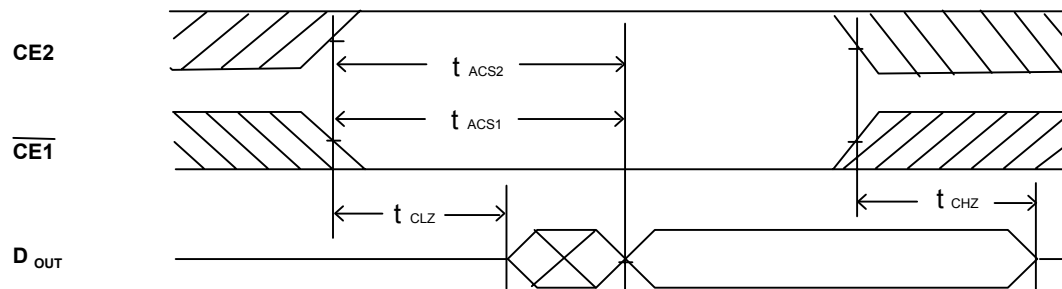 CE2
t ACS2
t ACS1
CE1
t CLZ
t CHZ
D OUT